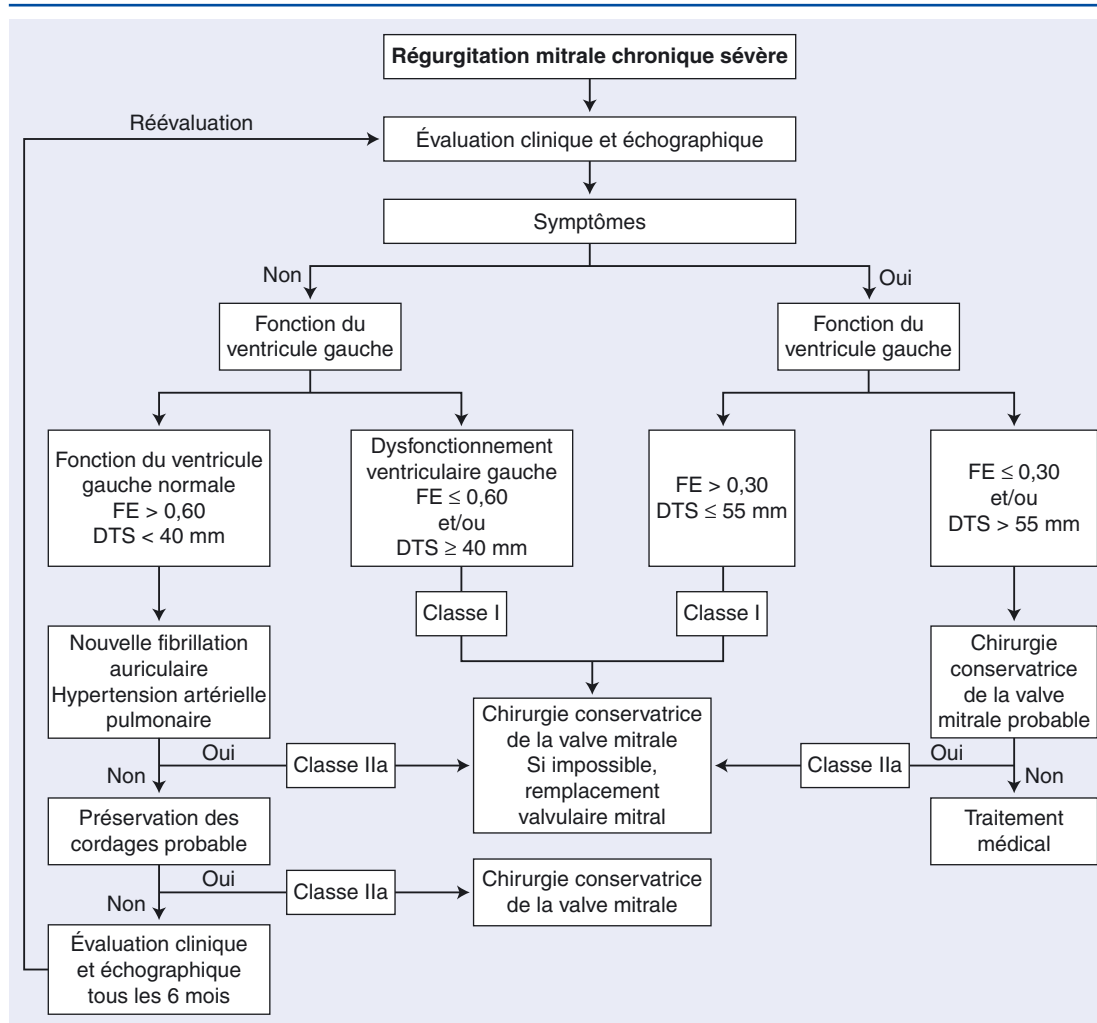 Régurgitation mitrale chronique sévère
Réévaluation
Évaluation clinique et échographique
Symptômes
Non
Oui
Fonction du
ventricule gauche
Fonction du
ventricule gauche
Fonction du ventricule
gauche normale
FE > 0,60
DTS < 40 mm
Dysfonctionnement
ventriculaire gauche
FE ≤ 0,60
et/ou
DTS ≥ 40 mm
FE > 0,30
DTS ≤ 55 mm
FE ≤ 0,30
et/ou
DTS > 55 mm
Classe I
Classe I
Nouvelle fibrillation
auriculaire
Hypertension artérielle
pulmonaire
Chirurgie conservatrice
de la valve mitrale
Si impossible,
remplacement
valvulaire mitral
Chirurgie
conservatrice
de la valve
mitrale probable
Oui
Classe IIa
Classe IIa
Oui
Non
Non
Préservation des
cordages probable
Traitement
médical
Oui
Classe IIa
Chirurgie conservatrice
de la valve mitrale
Non
Évaluation clinique
et échographique
tous les 6 mois